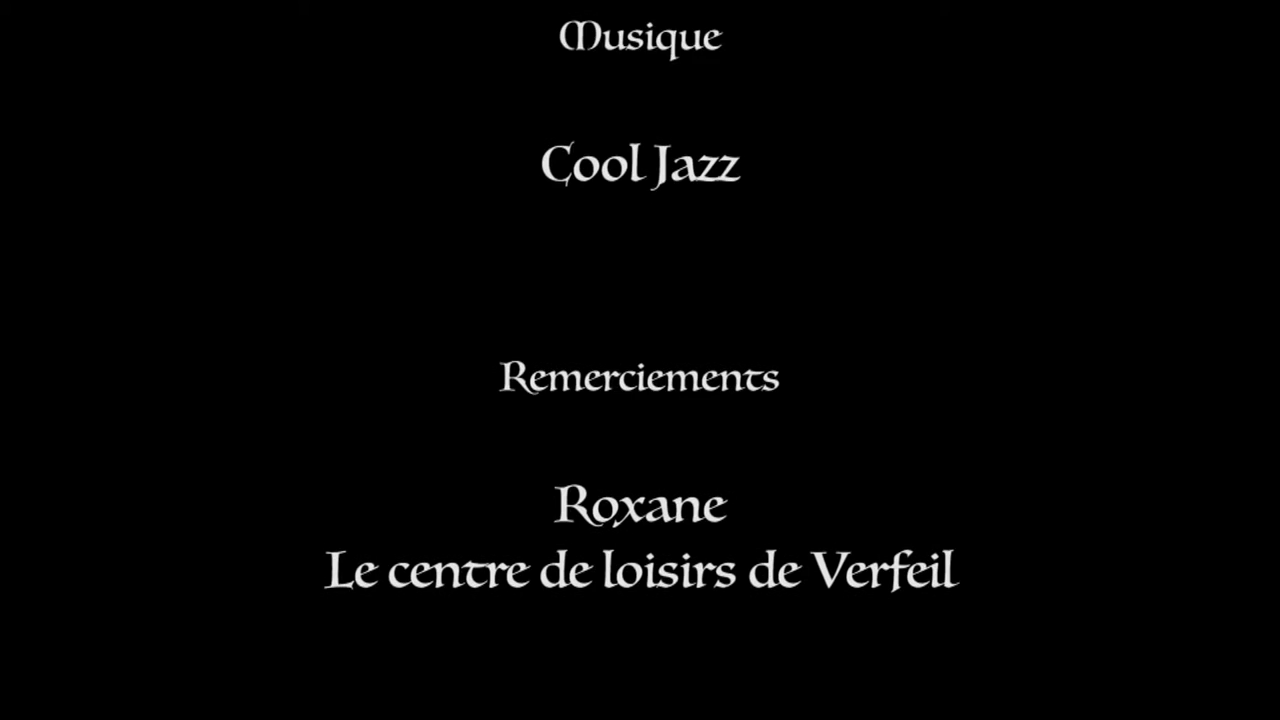 Musique
Cool Jazz
Remerciements
Roxane
Le centre de loisirs de Verfeil